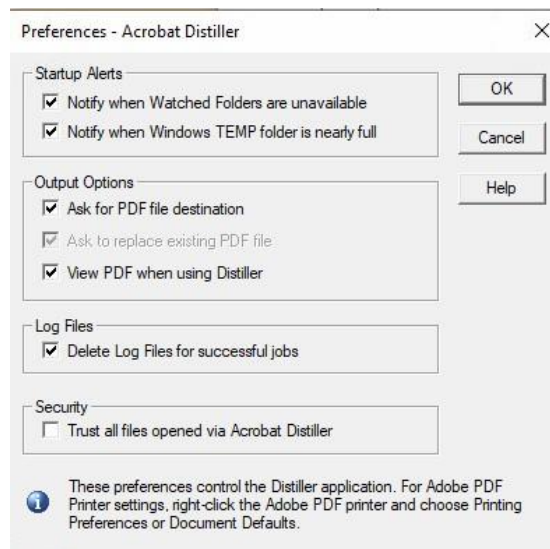 Preferences - Acrobat Distiller
Startup Alerts
Notify when Watched Folders are unavailable
Notify when Windows TEMP folder is nearly full
OK
Cancel
Help
Output Options
Ask for PDF file destination
Ask to replace existing PDF file
View PDF when using Distiller
Log Files
Delete Log Files for successful jobs
Security
Trust all files opened via Acrobat Distiller
These preferences control the Distiller application. For Adobe PDF
Printer settings, right-click the Adobe PDF printer and choose Printing
Preferences or Document Defaults.